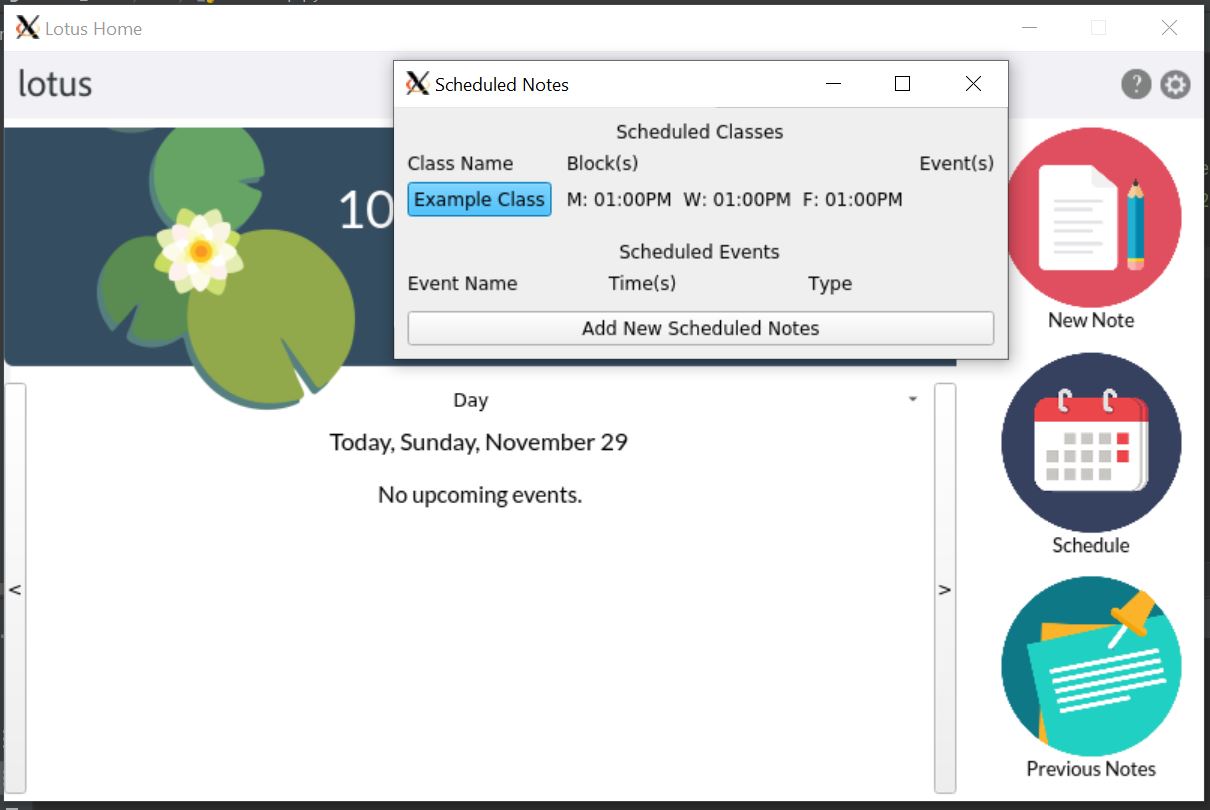 Lotus Home
lotus
?
10
Scheduled Notes
Scheduled Classes
Class Name Block(s) Event(s)
Example Class M: 01:00PM W: 01:00PM F: 01:00PM
Scheduled Events
Event Name Time(s) Type
Add New Scheduled Notes
Day
Today, Sunday, November 29
No upcoming events.
<
>
New Note
Schedule
Previous Notes